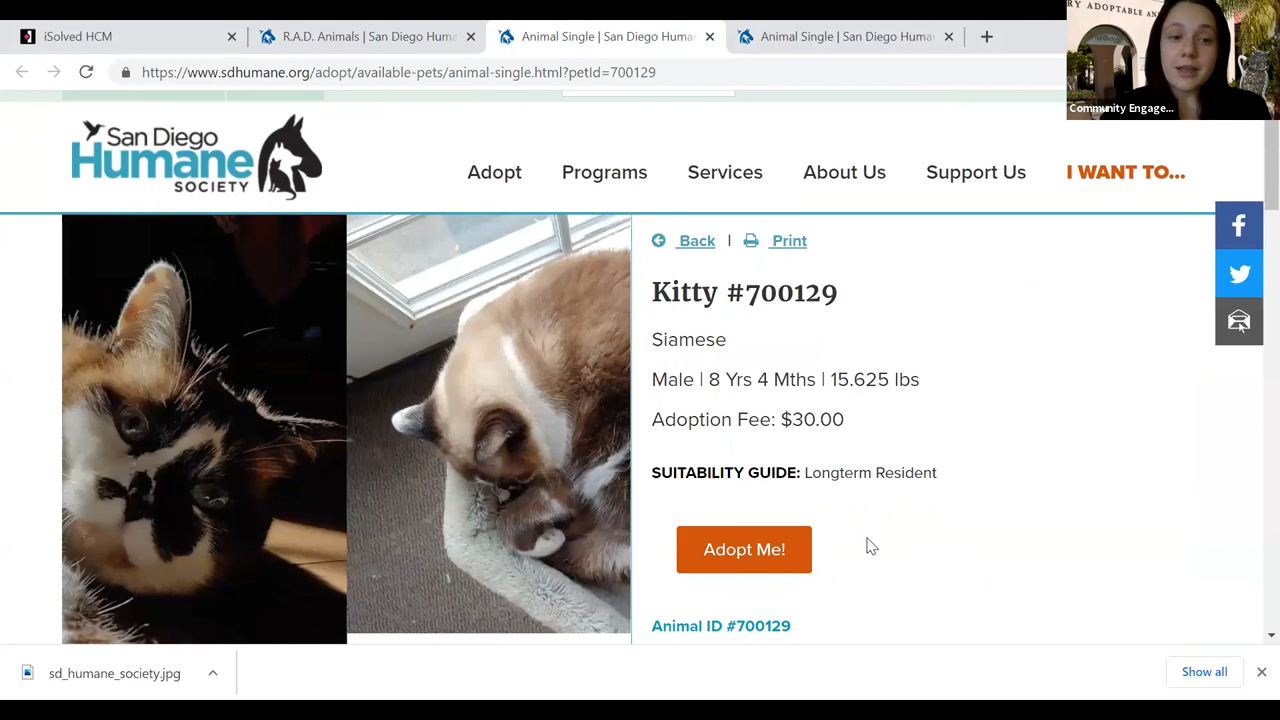 iSolved HCM
R.A.D. Animals | San Diego Huma
Animal Single | San Diego Human
Animal Single | San Diego Human
https://www.sdhumane.org/adopt/available-pets/animal-single.html?petId=700129
RY ADOPTABLE AN
Community Engage...
San Diego
Humane
SOCIETY
Adopt
Programs
Services
About Us
Support Us
I WANT TO...
Back | Print
Kitty #700129
Siamese
Male | 8 Yrs 4 Mths | 15.625 lbs
Adoption Fee: $30.00
SUITABILITY GUIDE: Longterm Resident
Adopt Me!
Animal ID #700129
sd_humane_society.jpg
Show all